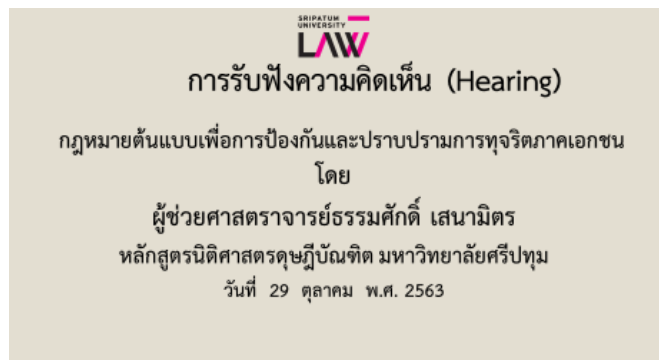 SRIPATUM
UNIVERSITY
LAW
การรับฟังความคิดเห็น (Hearing)
กฎหมายต้นแบบเพื่อการป้องกันและปราบปรามการทุจริตภาคเอกชน
โดย
ผู้ช่วยศาสตราจารย์ธรรมศักดิ์ เสนามิตร
หลักสูตรนิติศาสตรดุษฎีบัณฑิต มหาวิทยาลัยศรีปทุม
วันที่ 29 ตุลาคม พ.ศ. 2563